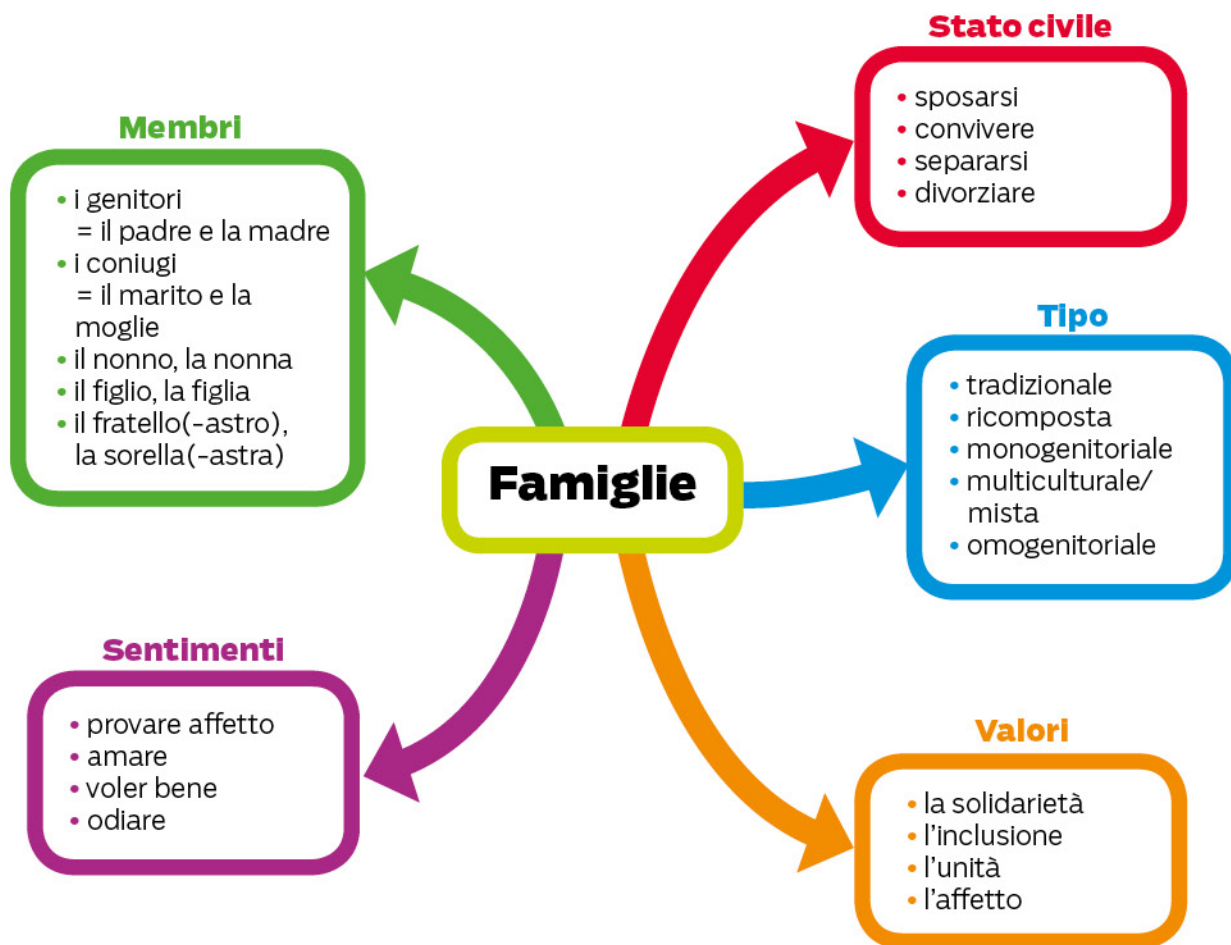 Stato civile
• sposarsi
• convivere
• separarsi
• divorziare
Membri
• i genitori
= il padre e la madre
• i coniugi
= il marito e la
moglie
• il nonno, la nonna
• il figlio, la figlia
• il fratello(-astro),
la sorella(-astra)
Tipo
• tradizionale
• ricomposta
• monogenitoriale
• multiculturale/
mista
• omogenitoriale
Famiglie
Sentimenti
• provare affetto
• amare
• voler bene
• odiare
Valori
• la solidarietà
• l'inclusione
• l'unità
• l'affetto